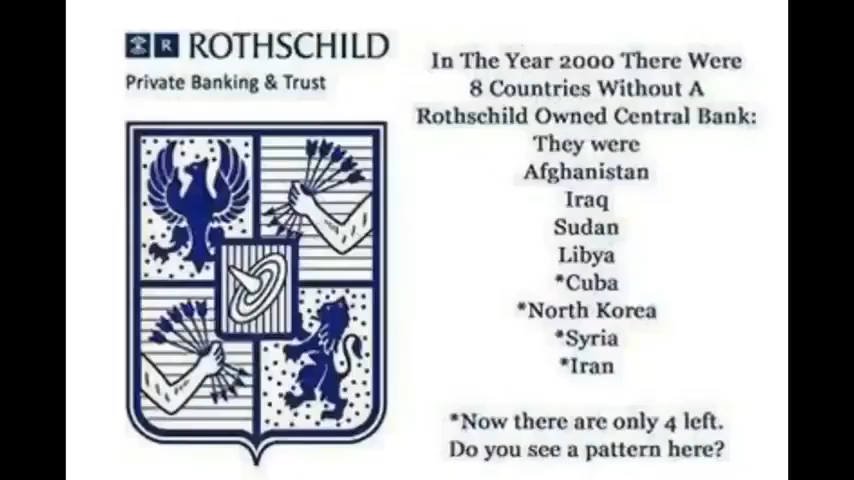 R ROTHSCHILD
Private Banking & Trust
In The Year 2000 There Were
8 Countries Without A
Rothschild Owned Central Bank:
They were
Afghanistan
Iraq
Sudan
Libya
*Cuba
*North Korea
*Syria
*Iran
*Now there are only 4 left.
Do you see a pattern here?